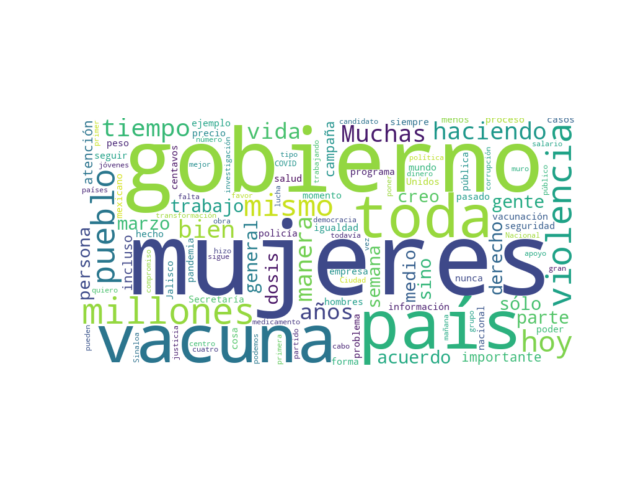 candidato siempre menos proceso casos
tiempo ejemplo vida Muchas haciendo
precio numero
primer
atención
peso
seguir
gobierno
jóvenes
mejor
investigación
COVID
tipo
trabajando
campaña
política
corrupción
salario
violencia
países
pueblo
mexicano
centavos
salud
lucha
programa
mundo
dinero
Unidos
pública
muro
público
poner
creo
pasado
gente
falta
favor
momento
trabajo
mismo
toda
marzo
transformación
democracia
igualdad
vacunación
seguridad
bien
hecho
policía
todavía
vez
persona
incluso
mujeres
compromiso
Jalisco
pandemia
hizo
sigue
general
dosis
manera
empresa
Ciudad
semana
medio
sino
nunca
derecho
apoyo
gran
quiero
Secretaria
hombres
información
sólo
millones
años
país
parte
poder
medicamento
problema
mañana
grupo
nacional
Nacional
hoy
pueden
Sinaloa
vacuna
justicia
centro
cuatro
obra
cosa
podemos
primera
partido
cabo
forma
acuerdo
importante